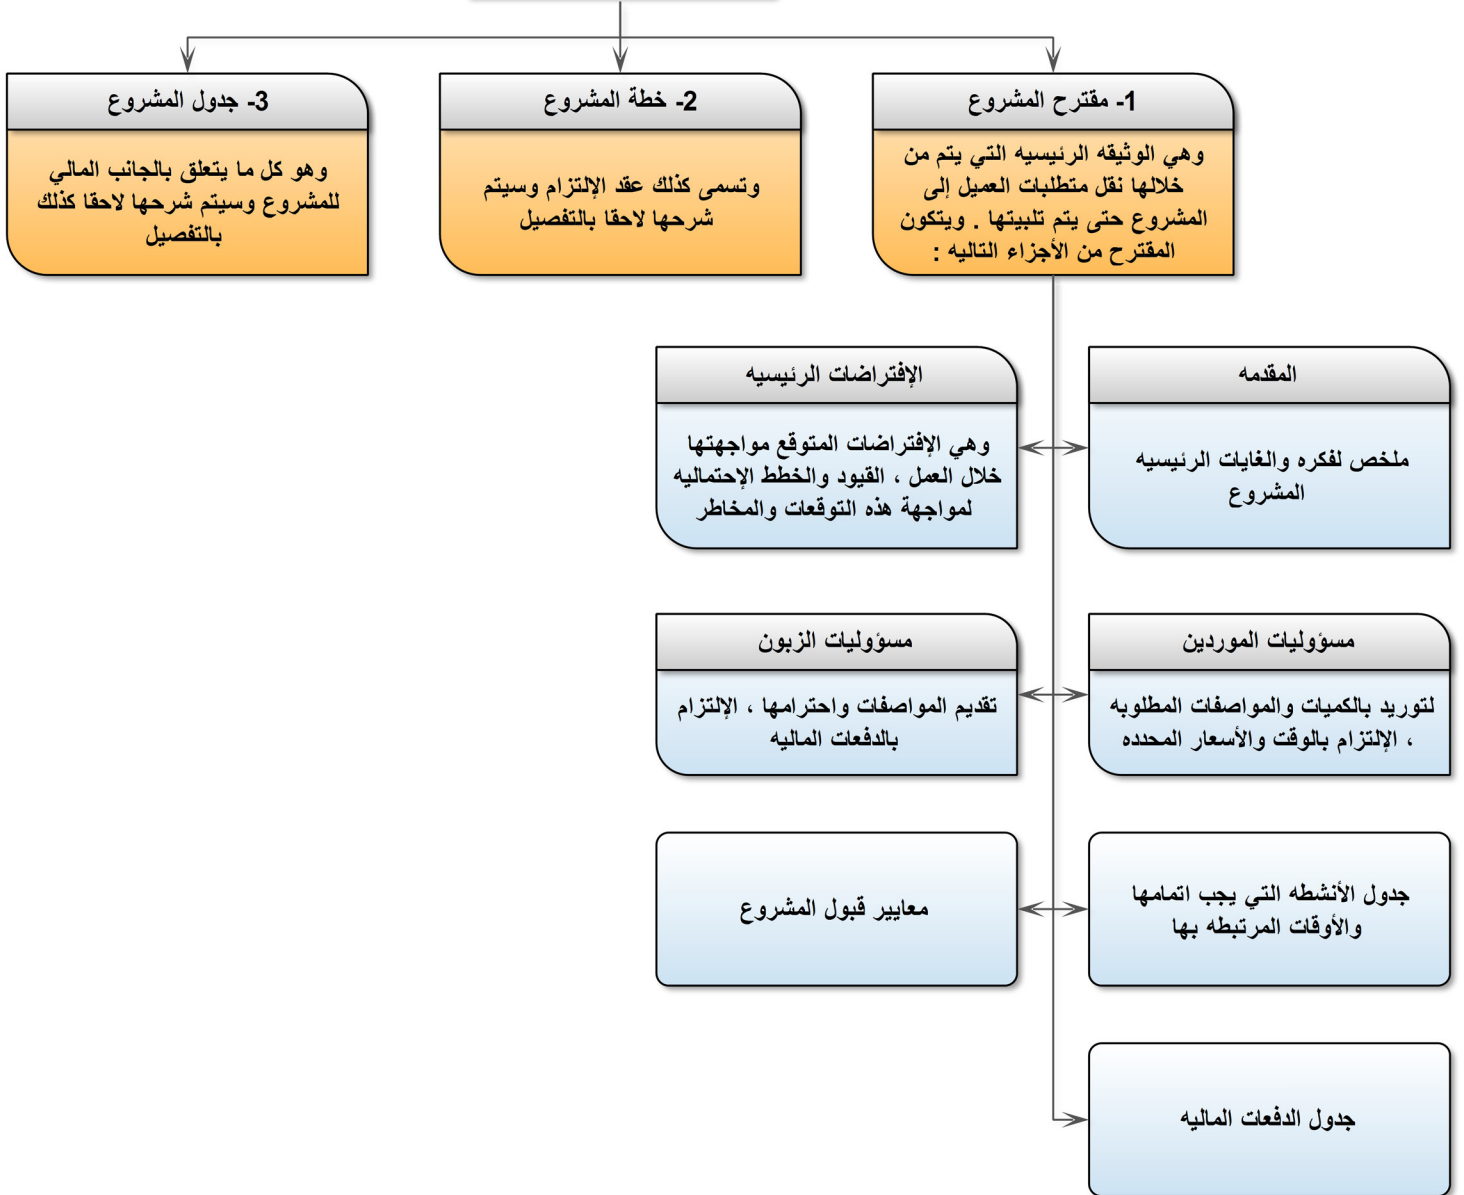 1- مقترح المشروع
وهي الوثيقه الرئيسيه التي يتم من
خلالها نقل متطلبات العميل إلى
المشروع حتى يتم تلبيتها . ويتكون
المقترح من الأجزاء التاليه :
2- خطة المشروع
وتسمى كذلك عقد الإلتزام وسيتم
شرحها لاحقا بالتفصيل
3- جدول المشروع
وهو كل ما يتعلق بالجانب المالي
للمشروع وسيتم شرحها لاحقا كذلك
بالتفصيل
المقدمه
ملخص لفكره والغايات الرئيسيه
المشروع
الإفتراضات الرئيسيه
وهي الإفتراضات المتوقع مواجهتها
خلال العمل ، القيود والخطط الإحتماليه
لمواجهة هذه التوقعات والمخاطر
مسؤوليات الموردين
لتوريد بالكميات والمواصفات المطلوبه
، الإلتزام بالوقت والأسعار المحدده
مسؤوليات الزبون
تقديم المواصفات واحترامها ، الإلتزام
بالدفعات الماليه
جدول الأنشطه التي يجب اتمامها
والأوقات المرتبطه بها
معايير قبول المشروع
جدول الدفعات الماليه